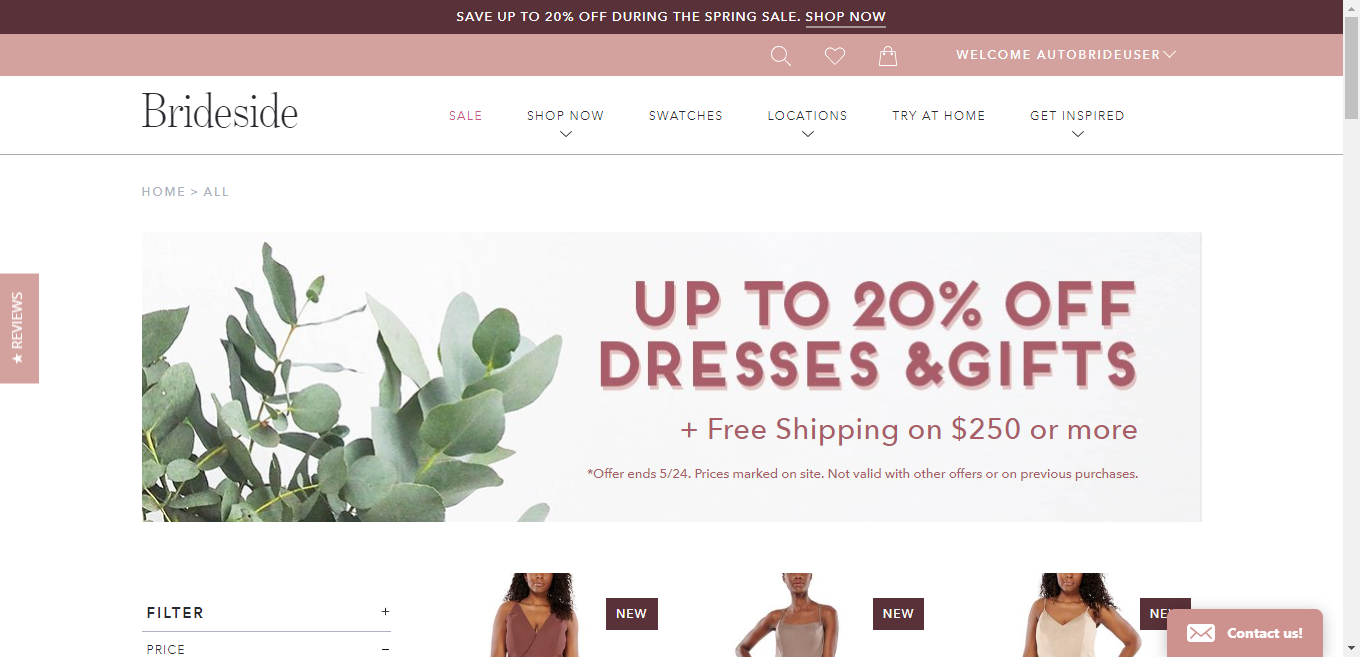 SAVE UP TO 20% OFF DURING THE SPRING SALE. SHOP NOW
WELCOME AUTOBRIDEUSER
Brideside
SALE
SHOP NOW
SWATCHES
LOCATIONS
TRY AT HOME
GET INSPIRED
HOME > ALL
★ REVIEWS
UP TO 20% OFF
DRESSES &GIFTS
+ Free Shipping on $250 or more
*Offer ends 5/24. Prices marked on site. Not valid with other offers or on previous purchases.
FILTER +
PRICE −
NEW
NEW
Contact us!